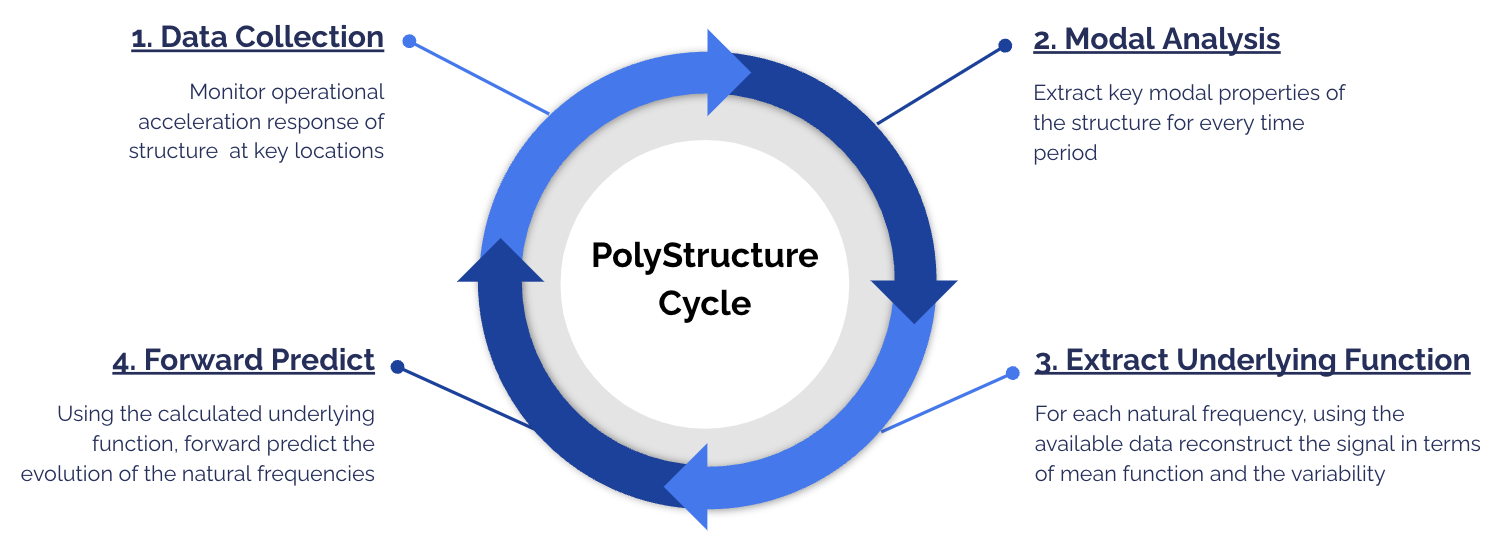 1. Data Collection
Monitor operational
acceleration response of
structure  at key locations
2. Modal Analysis
Extract key modal properties of
the structure for every time
period
PolyStructure
Cycle
3. Extract Underlying Function
For each natural frequency, using the
available data reconstruct the signal in terms
of mean function and the variability
4. Forward Predict
Using the calculated underlying
function, forward predict the
evolution of the natural frequencies